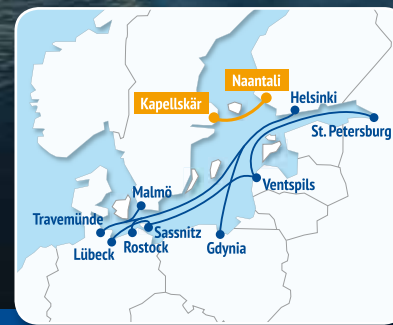 Naantali
Kapellskär
Helsinki
St. Petersburg
Malmö
Ventspils
Travemünde
Sassnitz
Lübeck
Rostock
Gdynia